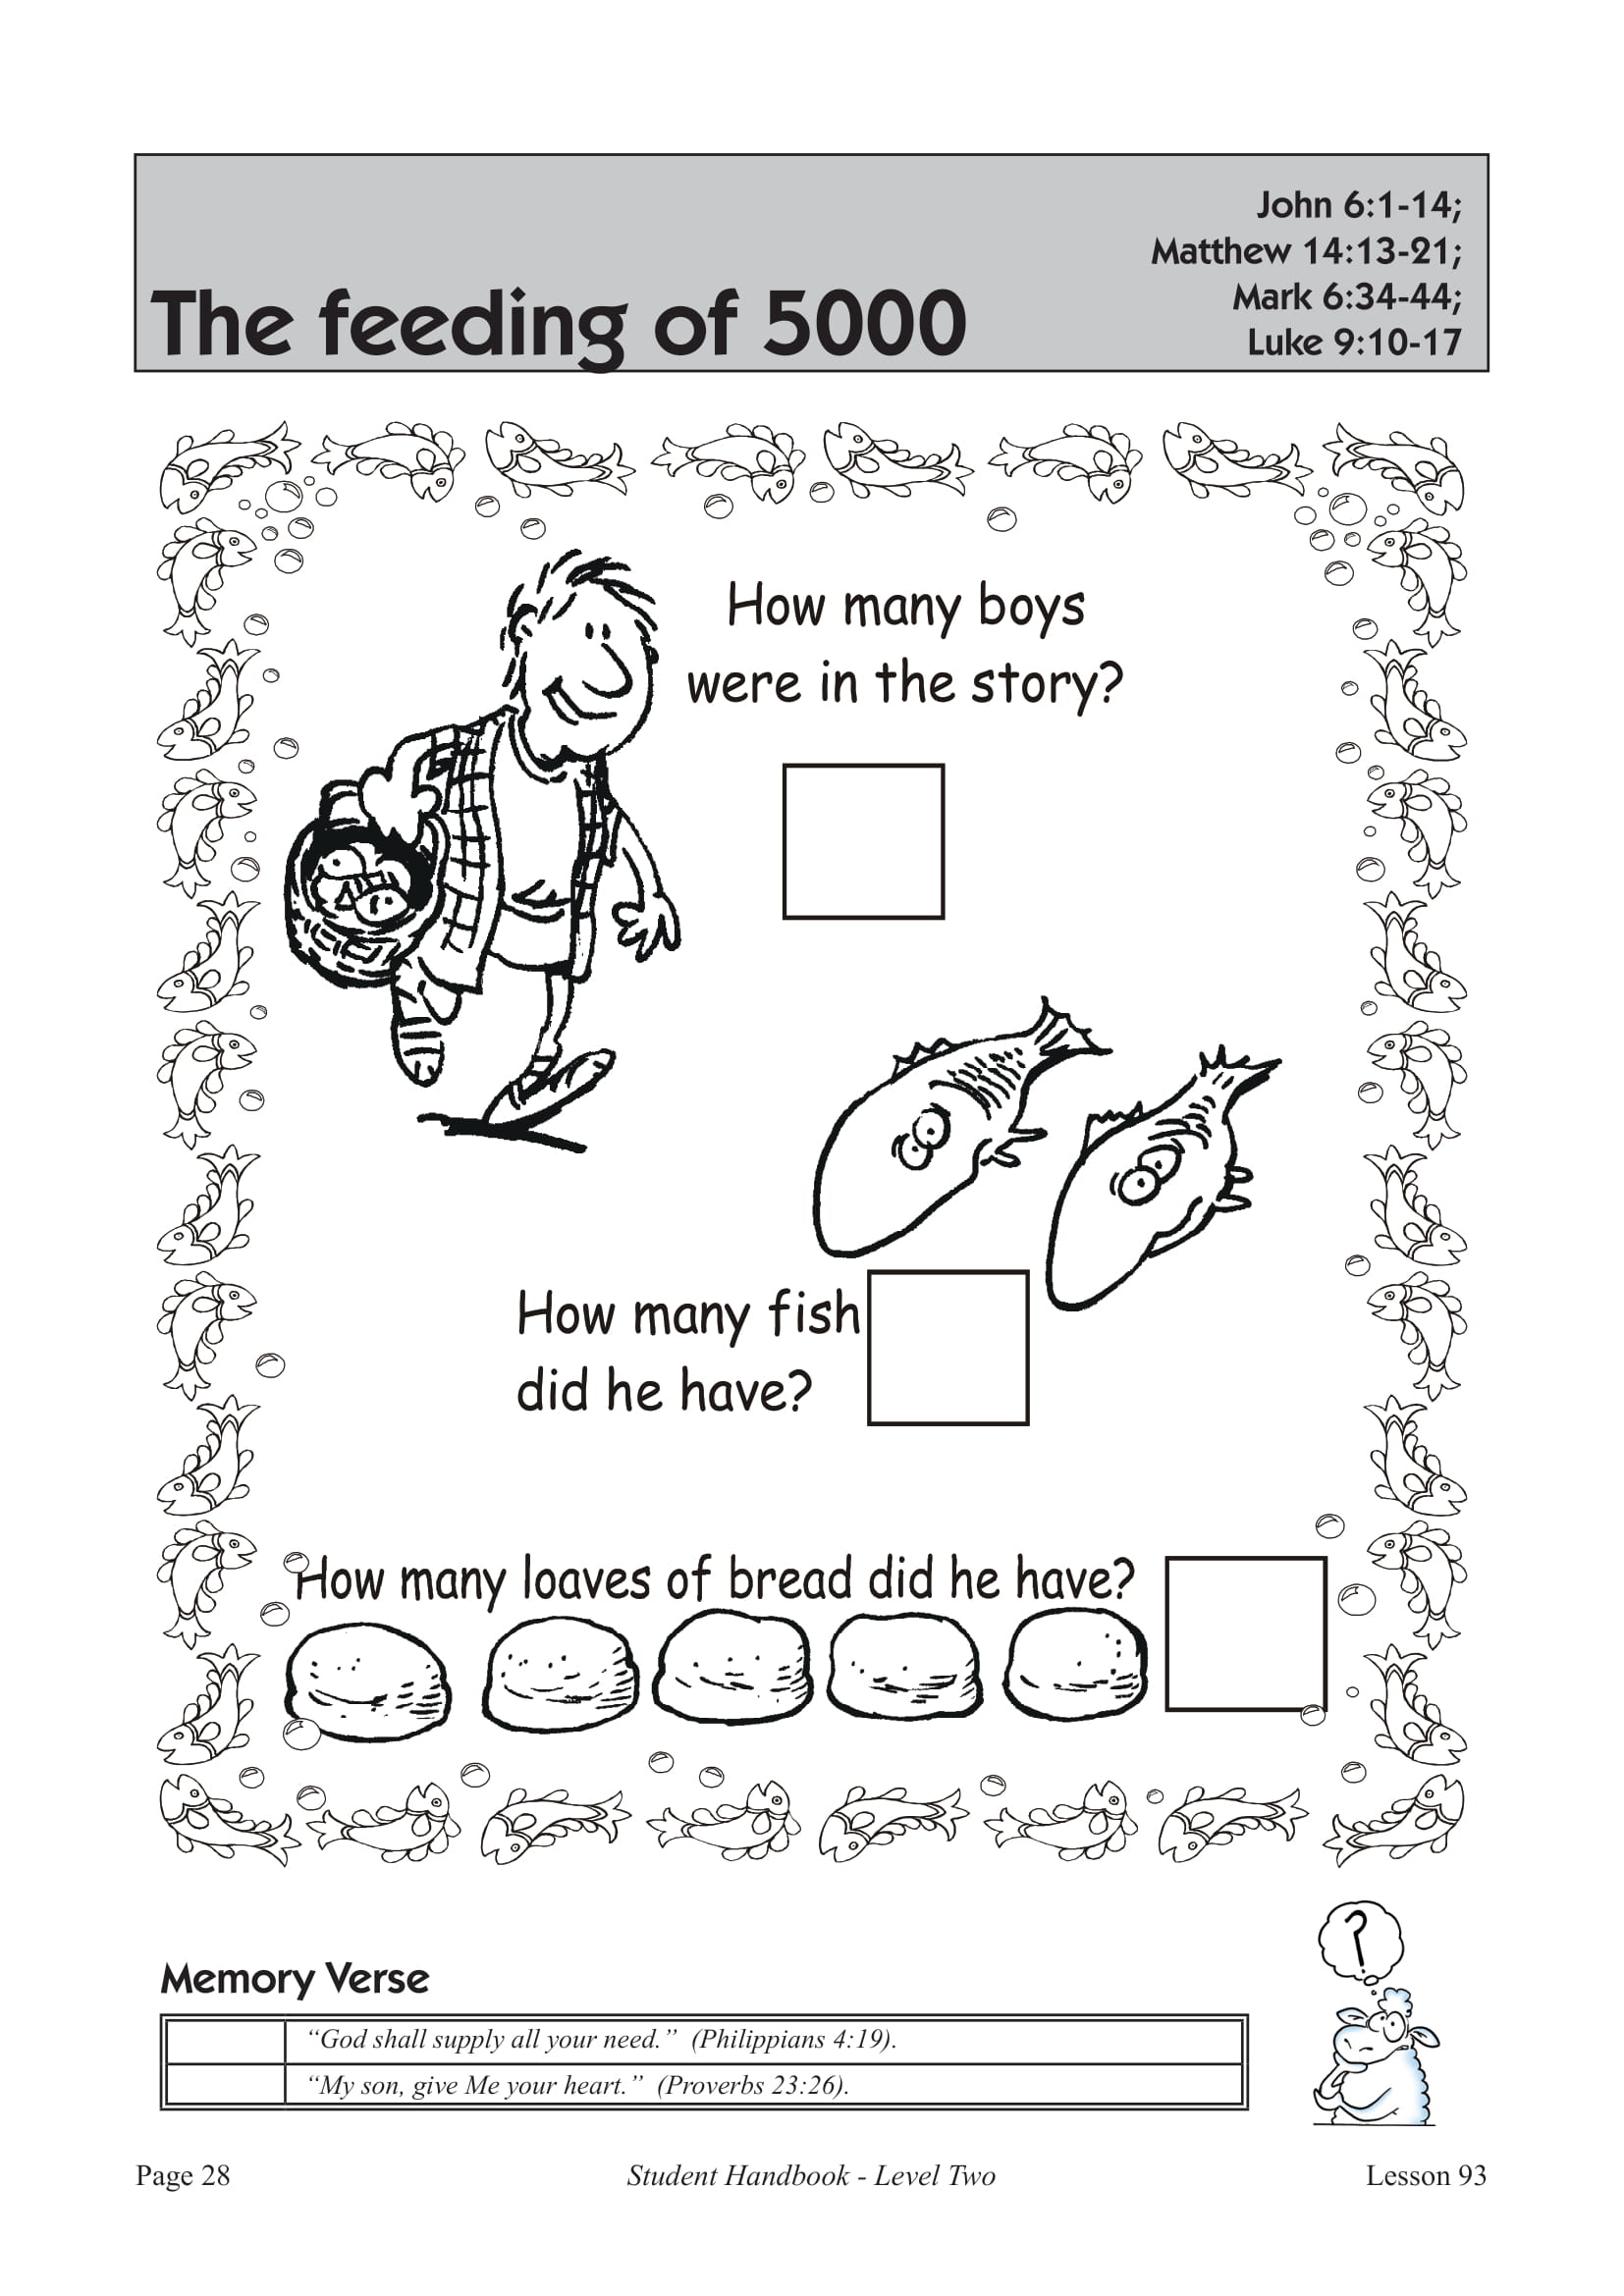 The feeding of 5000
John 6:1-14;
Matthew 14:13-21;
Mark 6:34-44;
Luke 9:10-17
How many boys
were in the story?
How many fish
did he have?
How many loaves of bread did he have?
?
Memory Verse
“God shall supply all your need.” (Philippians 4:19).
“My son, give Me your heart.” (Proverbs 23:26).
Page 28
Student Handbook - Level Two
Lesson 93